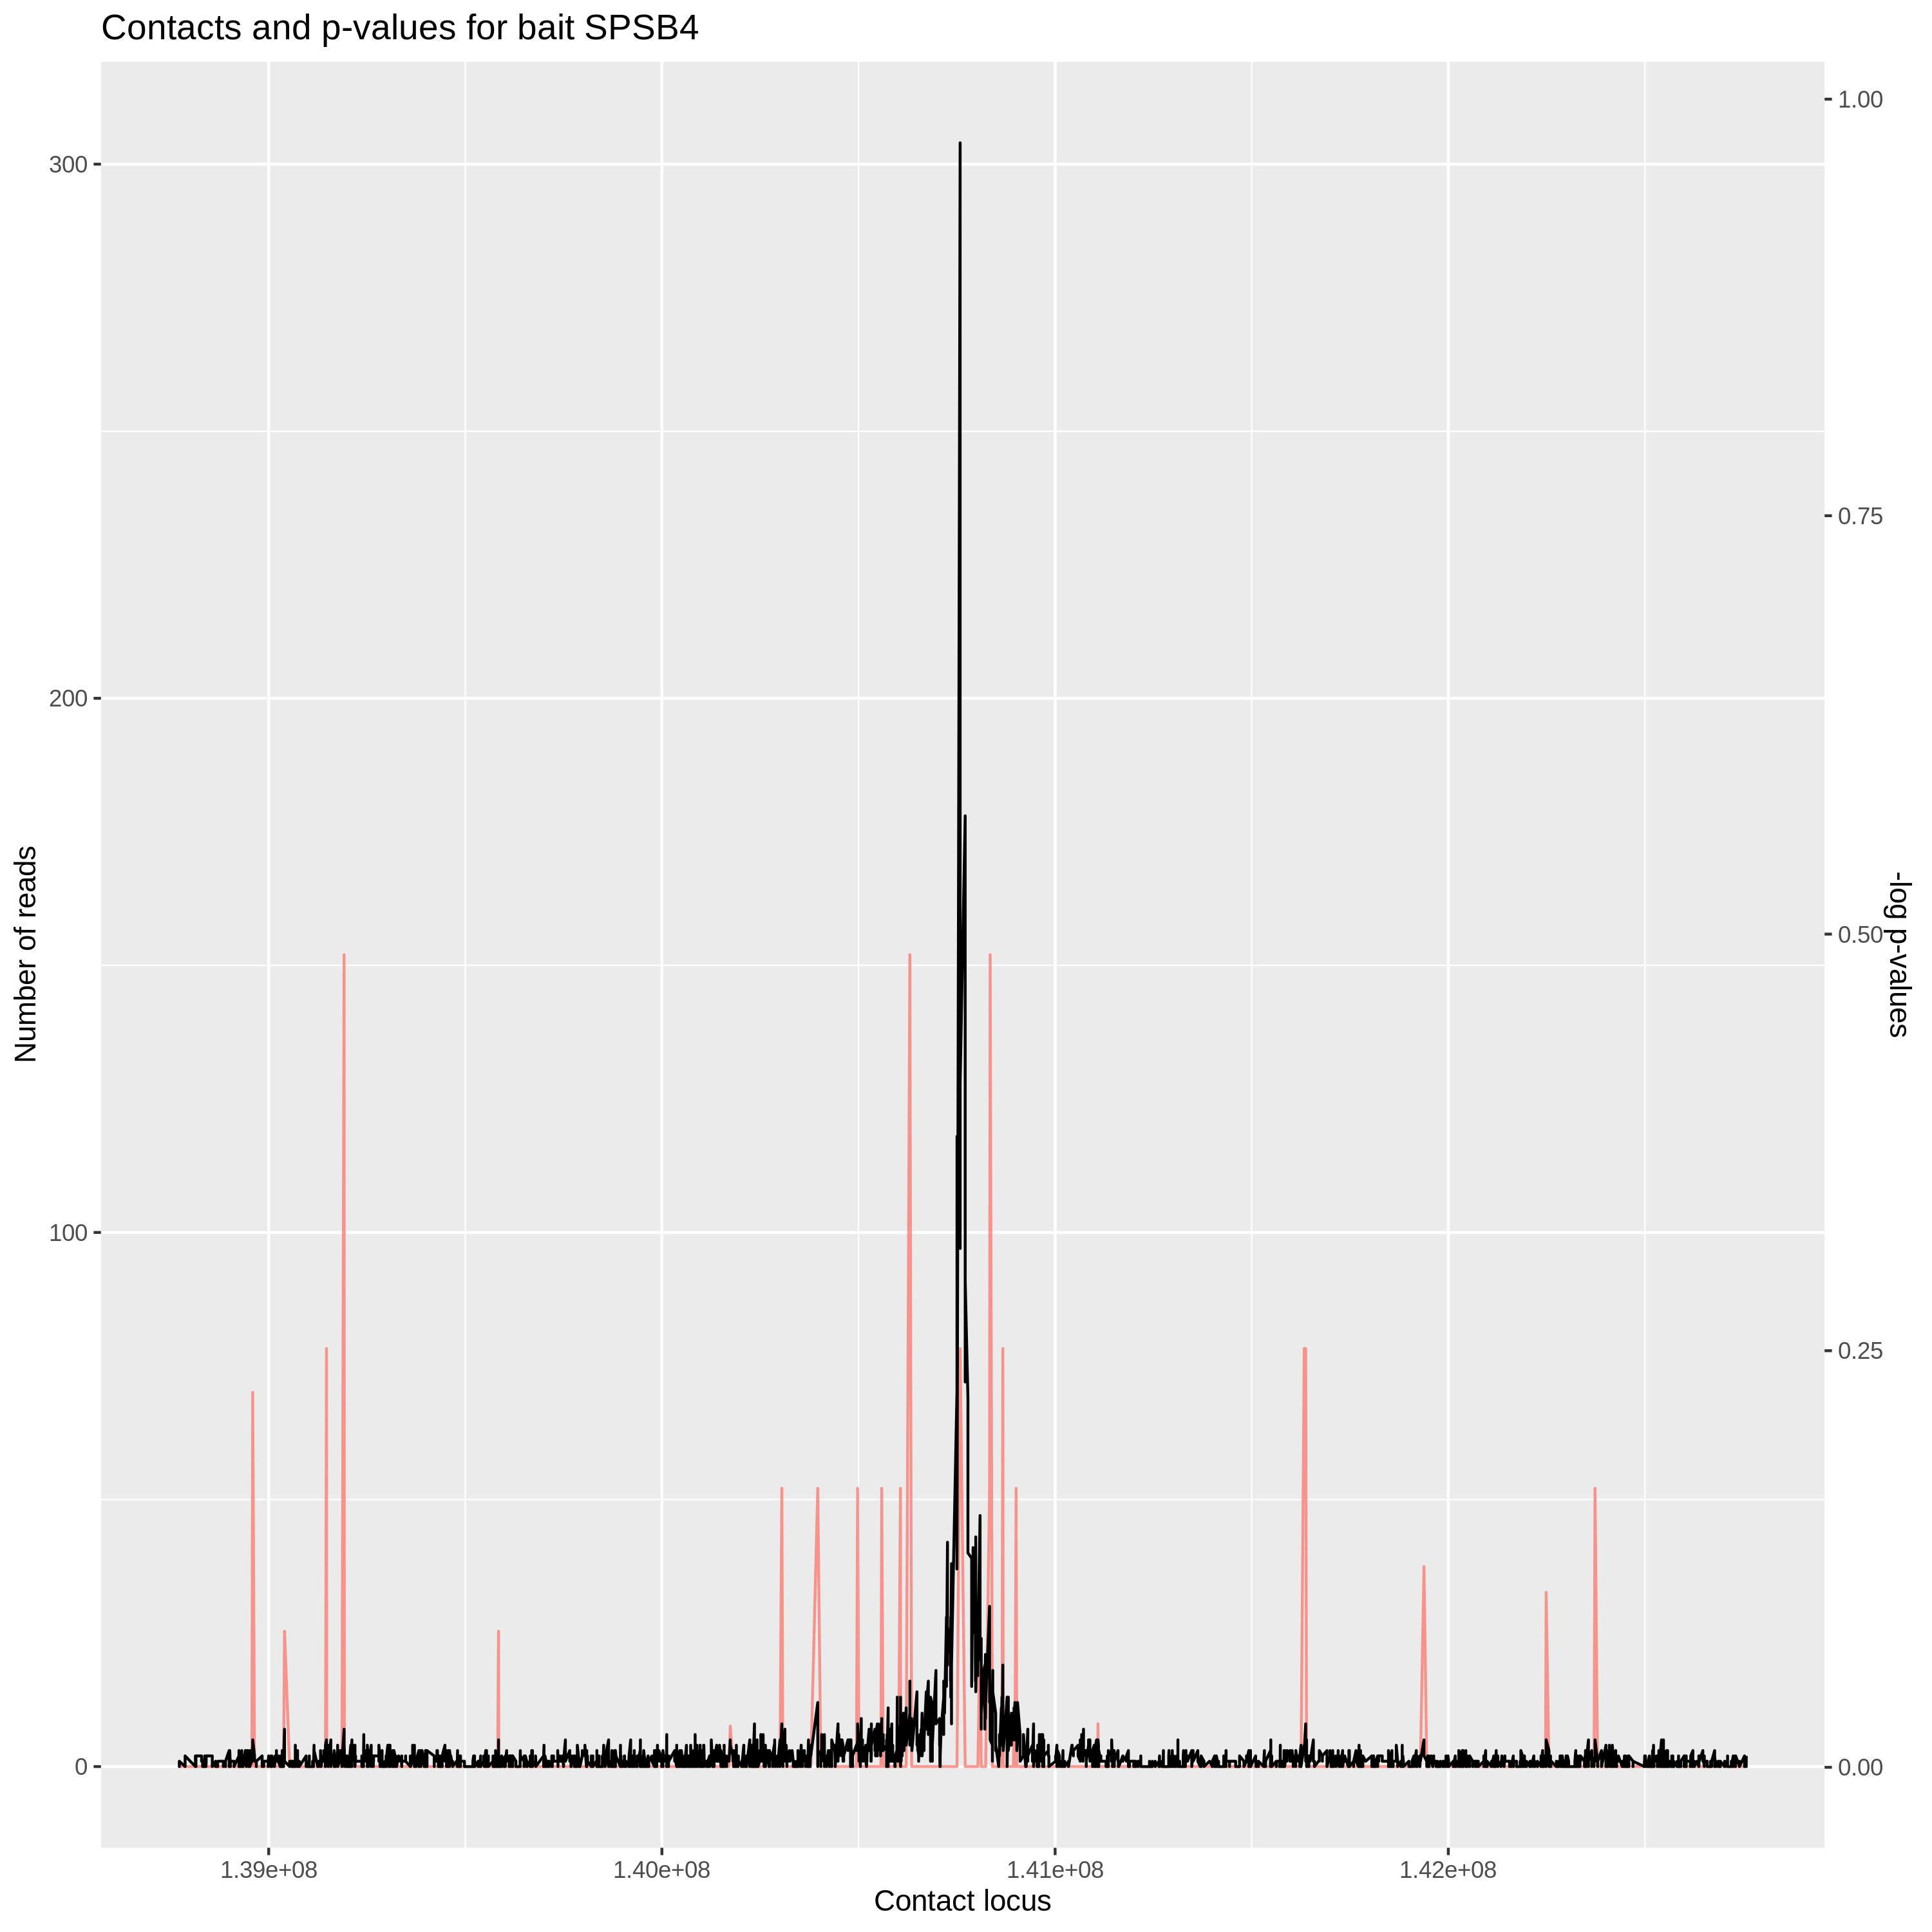 Contacts and p-values for bait SPSB4
300
200
100
0
Number of reads
1.00
0.75
0.50
0.25
0.00
-log p-values
1.39e+08
1.40e+08
1.41e+08
1.42e+08
Contact locus